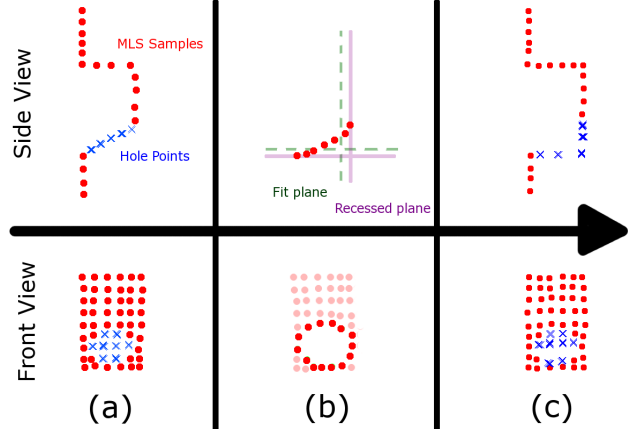 Side View
MLS Samples
Hole Points
Fit plane
Recessed plane
Front View
(a)
(b)
(c)